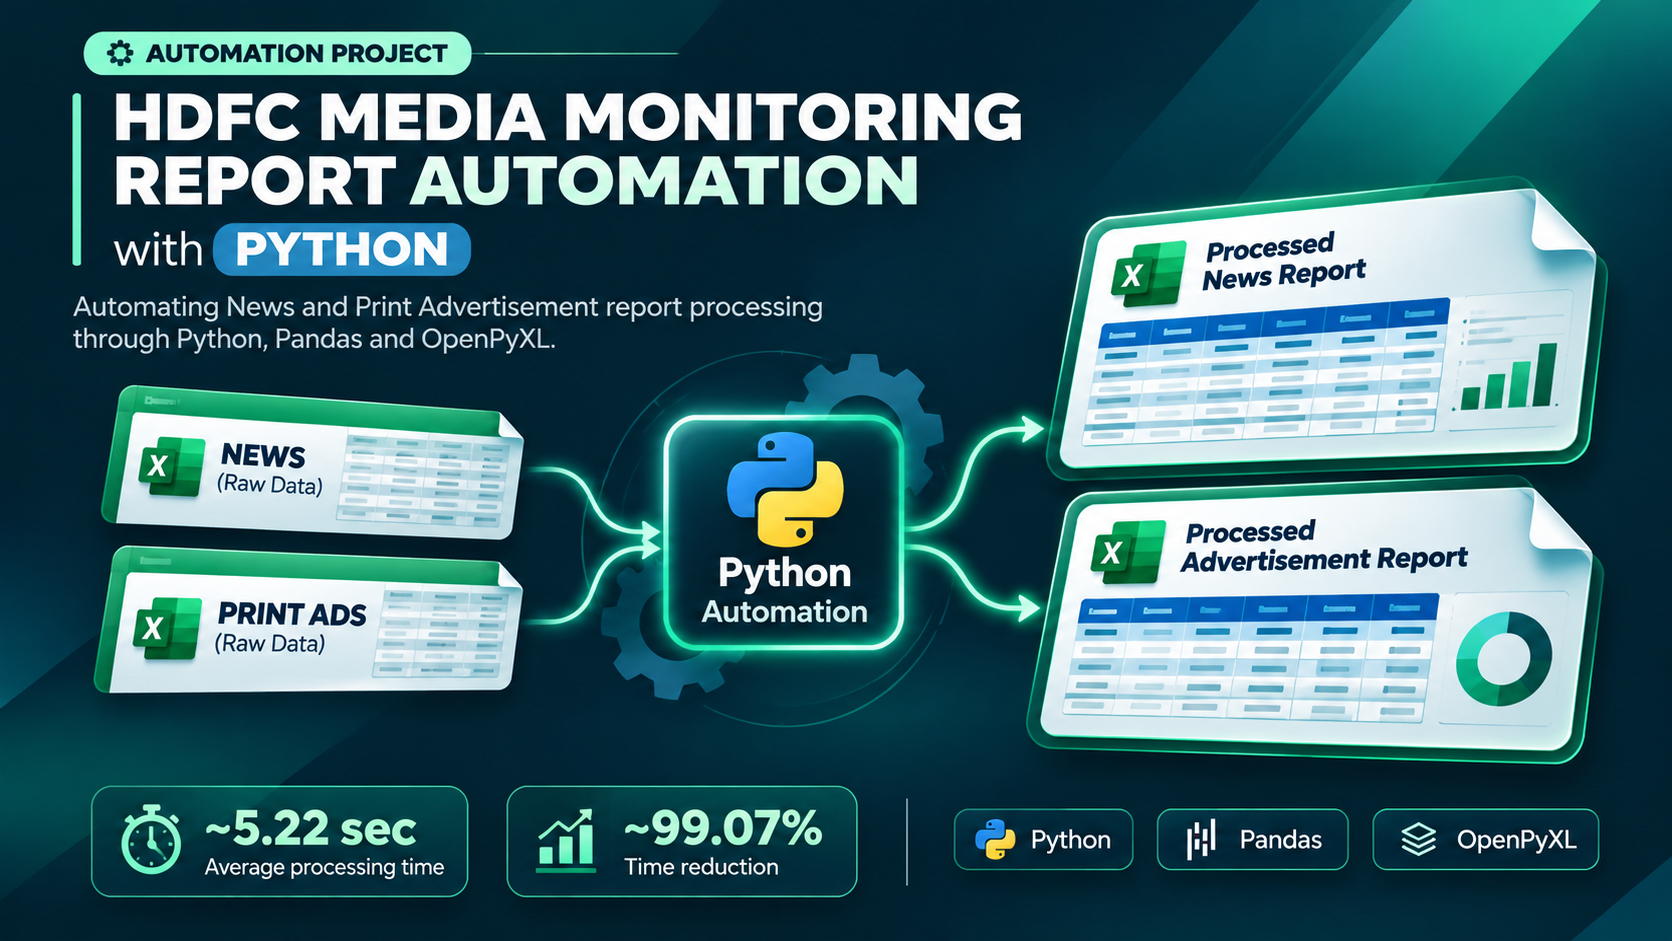 AUTOMATION PROJECT
HDFC MEDIA MONITORING
REPORT AUTOMATION
with PYTHON
Automating News and Print Advertisement report processing
through Python, Pandas and OpenPyXL.
X
NEWS
(Raw Data)
X
PRINT ADS
(Raw Data)
Python
Automation
X
Processed
News Report
X
Processed
Advertisement Report
~5.22 sec
Average processing time
~99.07%
Time reduction
Python
Pandas
OpenPyXL